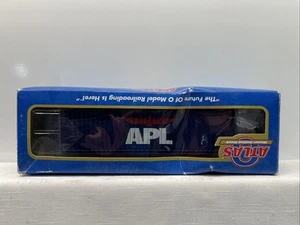 "The Future Of O Model Railroading Is Here!"
APL
ATLAS